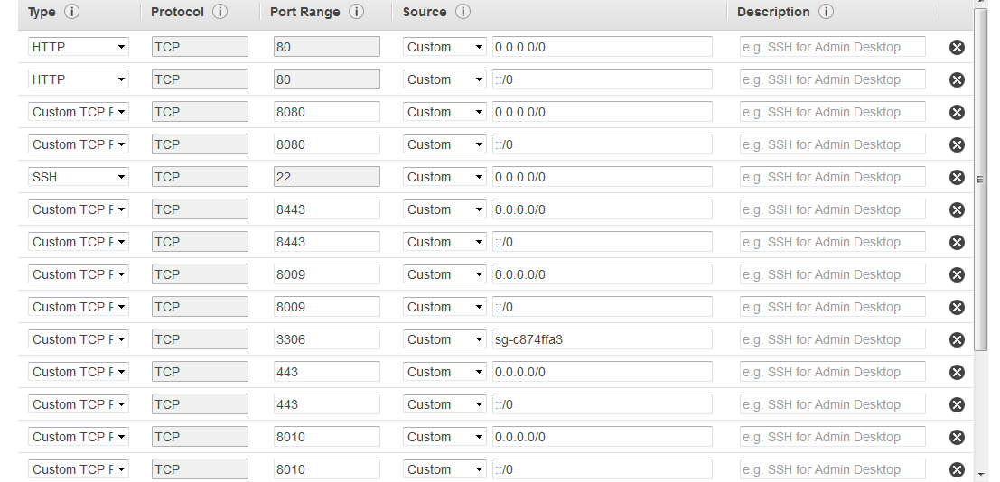 Type i Protocol i Port Range i Source i Description i
HTTP TCP 80 Custom 0.0.0.0/0 e.g. SSH for Admin Desktop
HTTP TCP 80 Custom ::/0 e.g. SSH for Admin Desktop
Custom TCP F TCP 8080 Custom 0.0.0.0/0 e.g. SSH for Admin Desktop
Custom TCP F TCP 8080 Custom ::/0 e.g. SSH for Admin Desktop
SSH TCP 22 Custom 0.0.0.0/0 e.g. SSH for Admin Desktop
Custom TCP F TCP 8443 Custom 0.0.0.0/0 e.g. SSH for Admin Desktop
Custom TCP F TCP 8443 Custom ::/0 e.g. SSH for Admin Desktop
Custom TCP F TCP 8009 Custom 0.0.0.0/0 e.g. SSH for Admin Desktop
Custom TCP F TCP 8009 Custom ::/0 e.g. SSH for Admin Desktop
Custom TCP F TCP 3306 Custom sg-c874ffa3 e.g. SSH for Admin Desktop
Custom TCP F TCP 443 Custom 0.0.0.0/0 e.g. SSH for Admin Desktop
Custom TCP F TCP 443 Custom ::/0 e.g. SSH for Admin Desktop
Custom TCP F TCP 8010 Custom 0.0.0.0/0 e.g. SSH for Admin Desktop
Custom TCP F TCP 8010 Custom ::/0 e.g. SSH for Admin Desktop